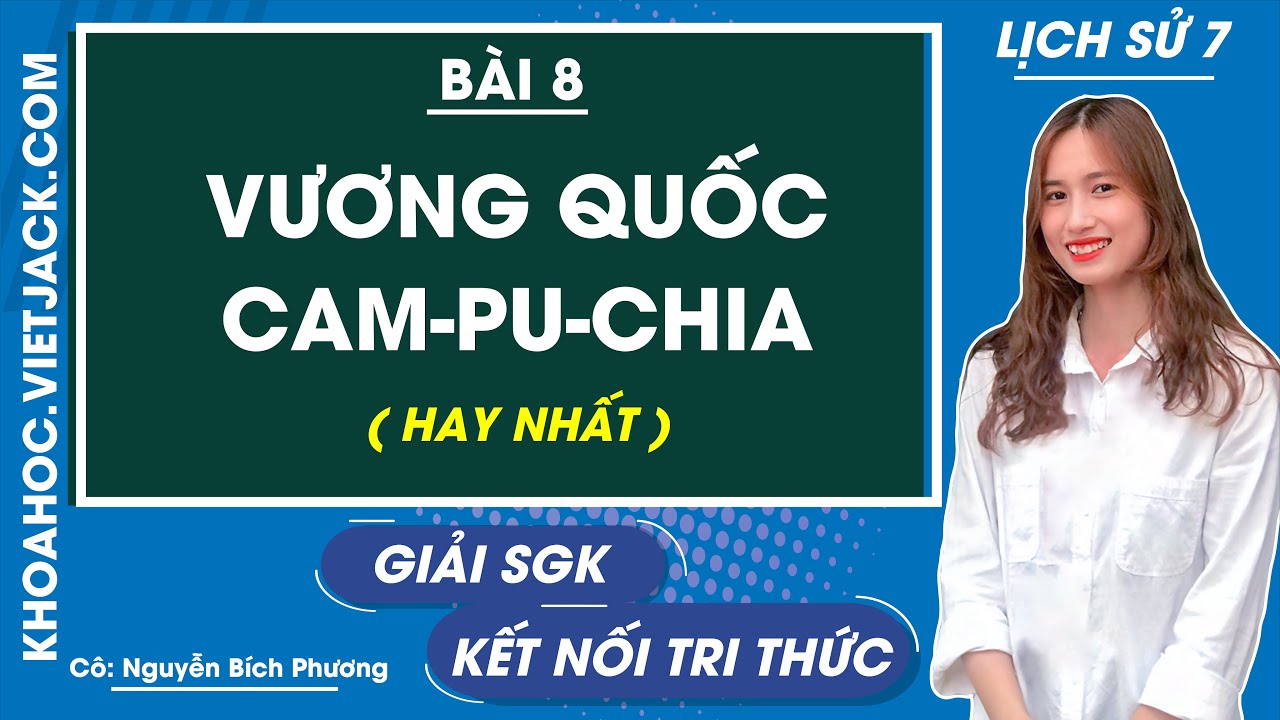 LỊCH SỬ 7
BÀI 8
VƯƠNG QUỐC
CAM-PU-CHIA
( HAY NHẤT )
GIẢI SGK
KẾT NỐI TRI THỨC
Cô: Nguyễn Bích Phương
KHOAHOC.VIETJACK.COM